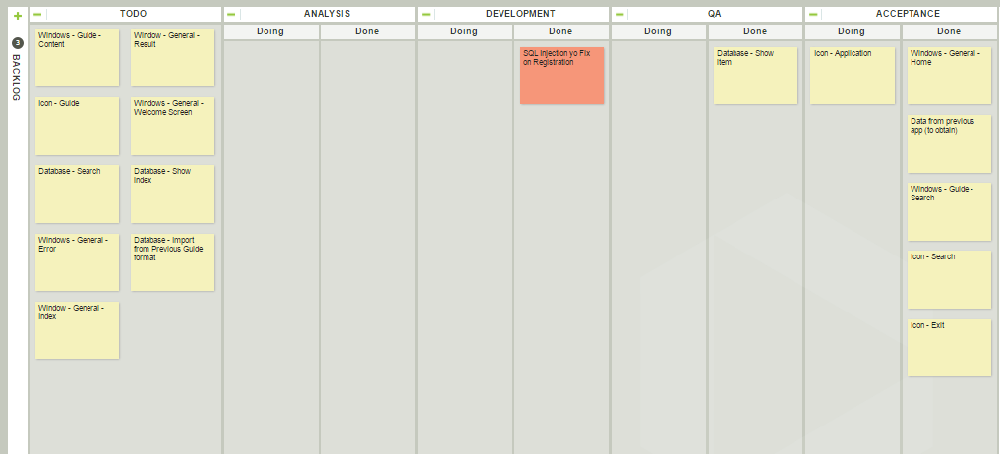 TODO
ANALYSIS
DEVELOPMENT
QA
ACCEPTANCE
Doing
Done
Doing
Done
Doing
Done
Doing
Done
3
BACKLOG
Windows - Guide -
Content
Window - General -
Result
Icon - Guide
Windows - General -
Welcome Screen
Database - Search
Database - Show
Index
Windows - General -
Error
Database - Import
from Previous Guide
format
Window - General -
Index
SQL Injection yo Fix
on Registration
Database - Show
Item
Icon - Application
Windows - General -
Home
Data from previous
app (to obtain)
Windows - Guide -
Search
Icon - Search
Icon - Exit